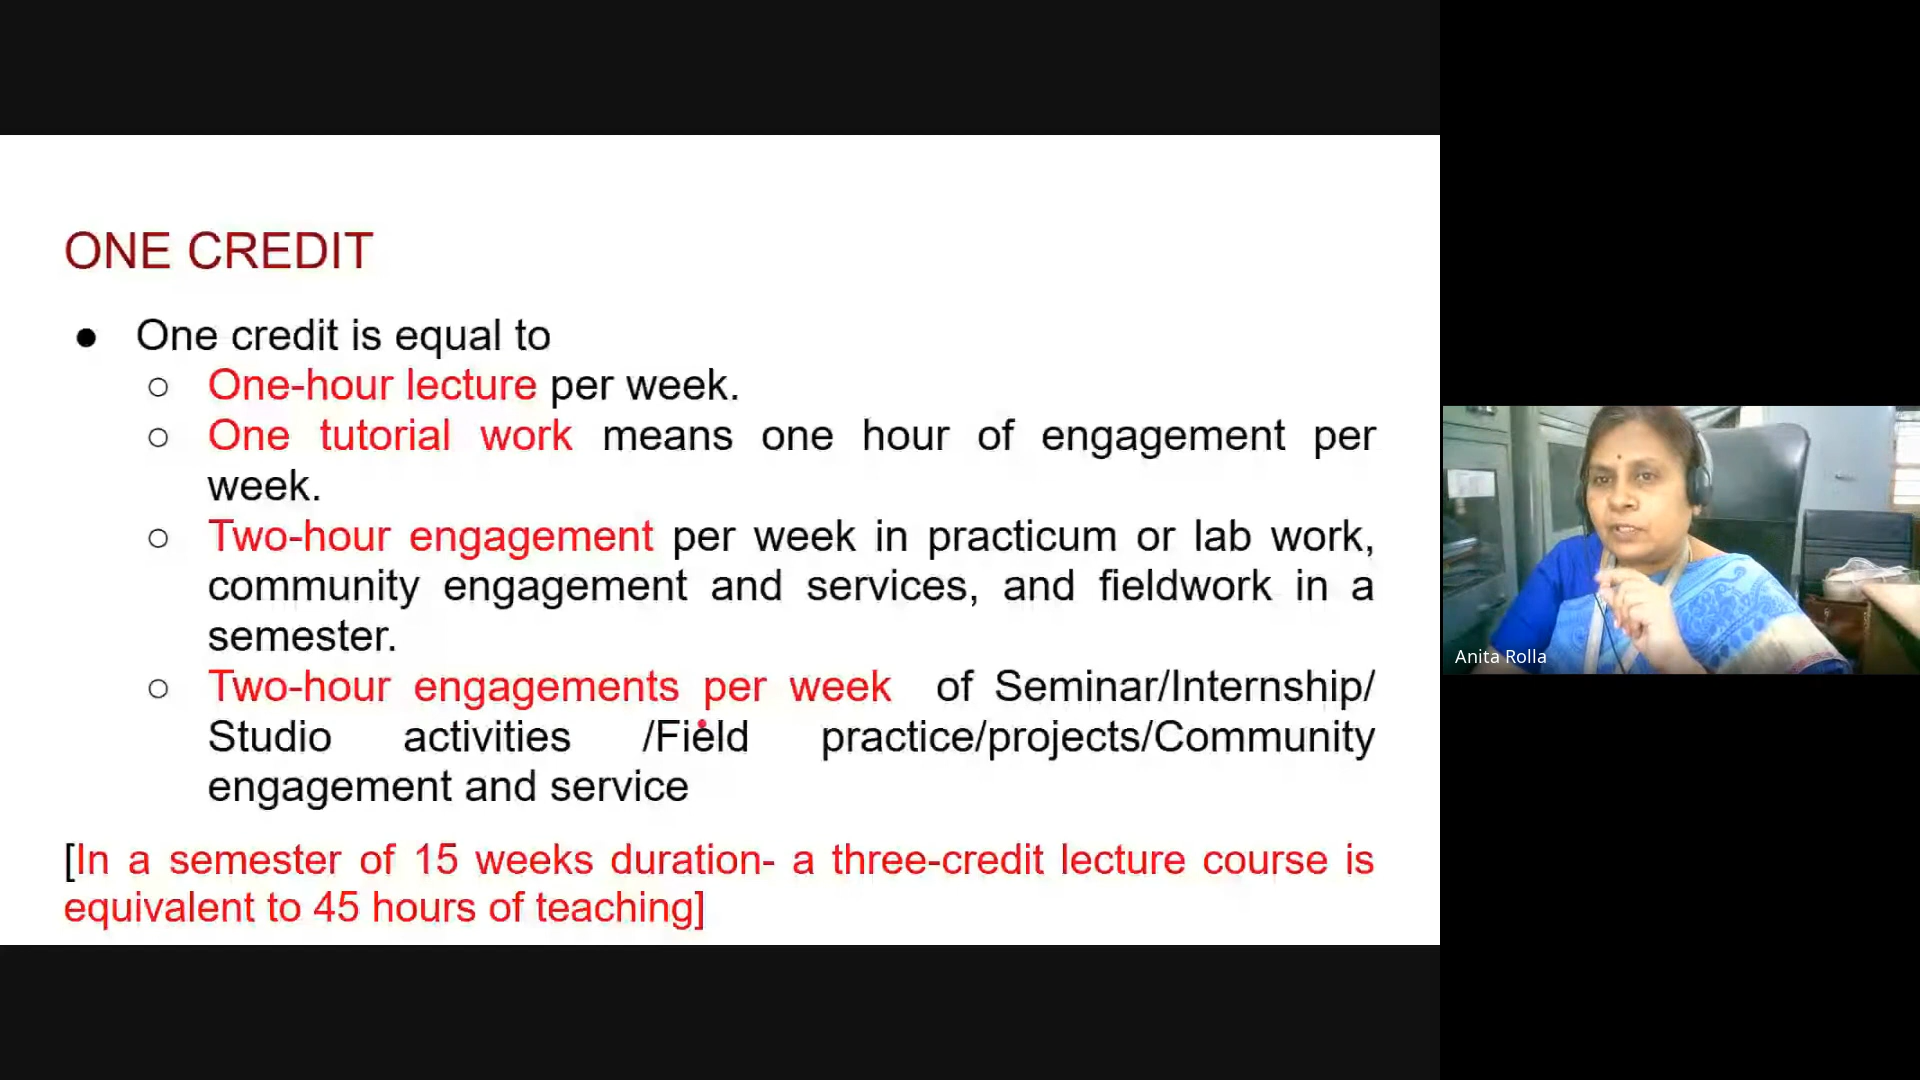 ONE CREDIT
● One credit is equal to
○ One-hour lecture per week.
○ One tutorial work means one hour of engagement per
week.
○ Two-hour engagement per week in practicum or lab work,
community engagement and services, and fieldwork in a
semester.
○ Two-hour engagements per week of Seminar/Internship/
Studio activities /Field practice/projects/Community
engagement and service
[In a semester of 15 weeks duration- a three-credit lecture course is
equivalent to 45 hours of teaching]
Anita Rolla